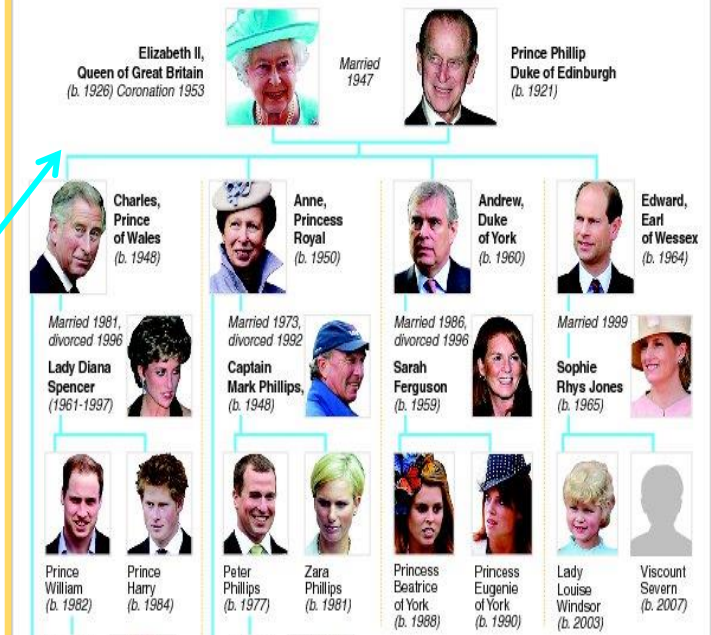 Elizabeth II,
Queen of Great Britain
(b. 1926) Coronation 1953
Married
1947
Prince Phillip
Duke of Edinburgh
(b. 1921)
Charles,
Prince
of Wales
(b. 1948)
Anne,
Princess
Royal
(b. 1950)
Andrew,
Duke
of York
(b. 1960)
Edward,
Earl
of Wessex
(b. 1964)
Married 1981,
divorced 1996
Lady Diana
Spencer
(1961-1997)
Married 1973,
divorced 1992
Captain
Mark Phillips,
(b. 1948)
Married 1986,
divorced 1996
Sarah
Ferguson
(b. 1959)
Married 1999
Sophie
Rhys Jones
(b. 1965)
Prince
William
(b. 1982)
Prince
Harry
(b. 1984)
Peter
Phillips
(b. 1977)
Zara
Phillips
(b. 1981)
Princess
Beatrice
of York
(b. 1988)
Princess
Eugenie
of York
(b. 1990)
Lady
Louise
Windsor
(b. 2003)
Viscount
Severn
(b. 2007)